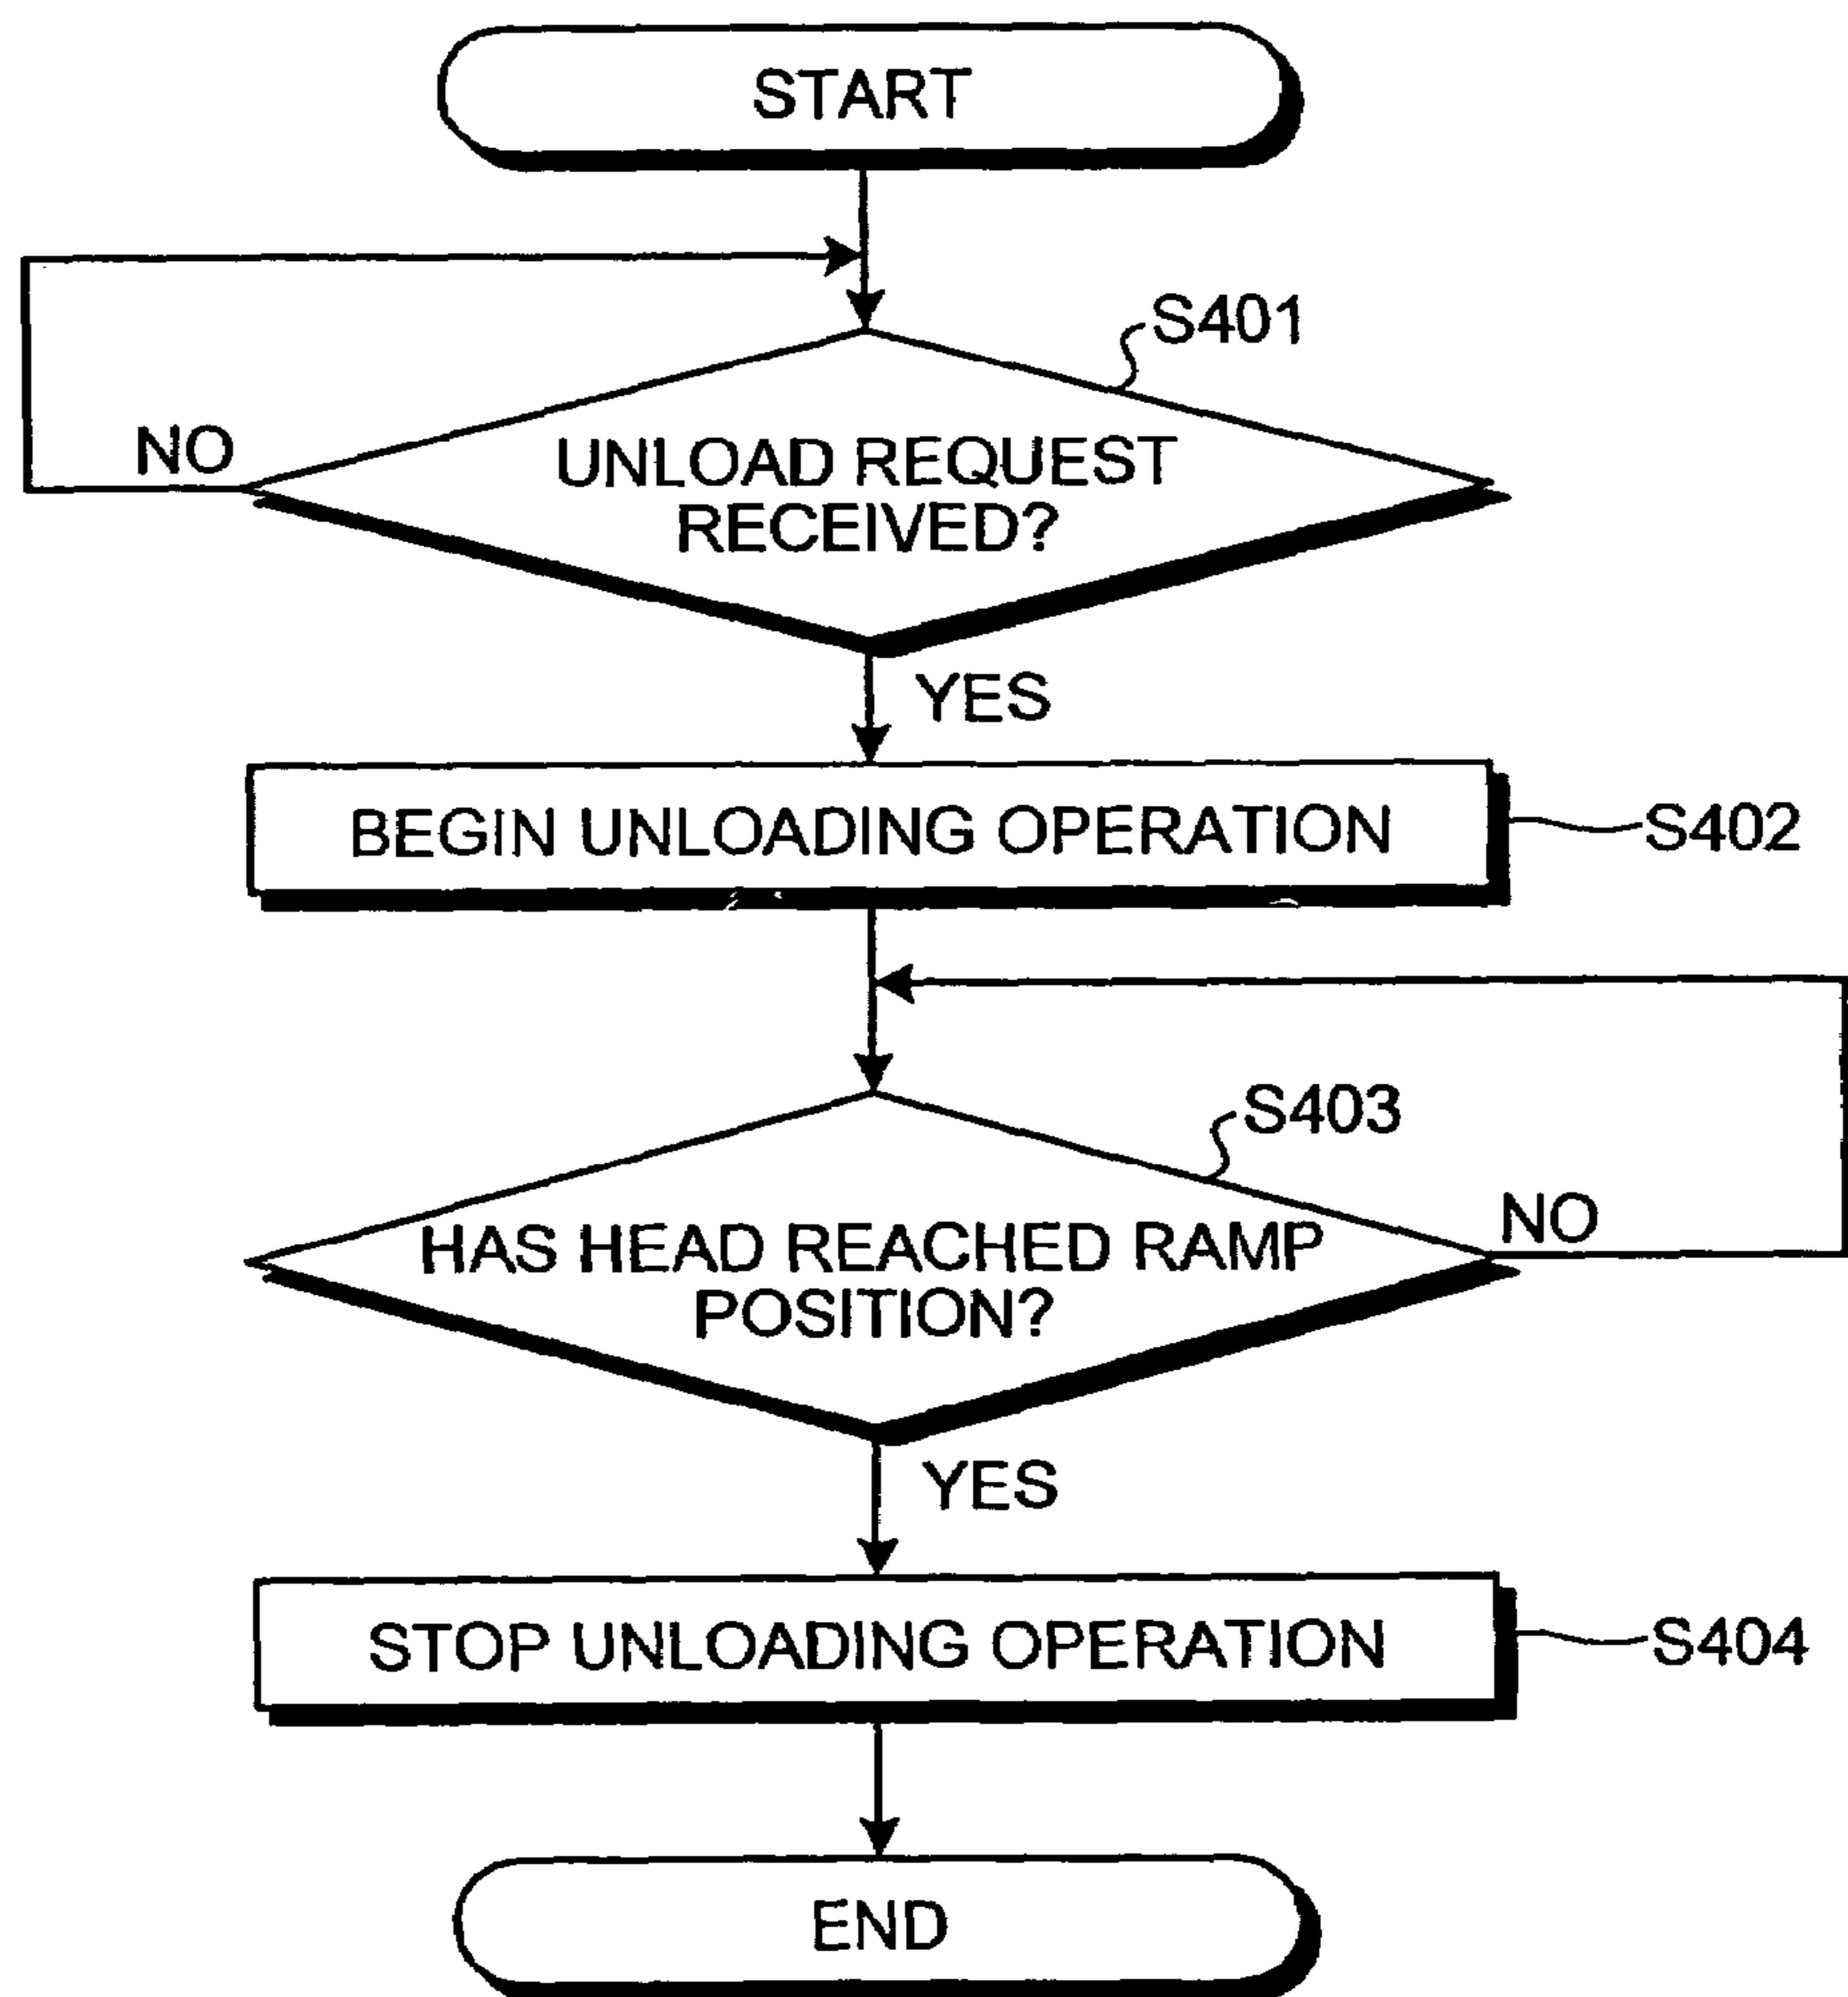 START
S401
NO
UNLOAD REQUEST
RECEIVED?
YES
BEGIN UNLOADING OPERATION
S402
S403
NO
HAS HEAD REACHED RAMP
POSITION?
YES
STOP UNLOADING OPERATION
S404
END